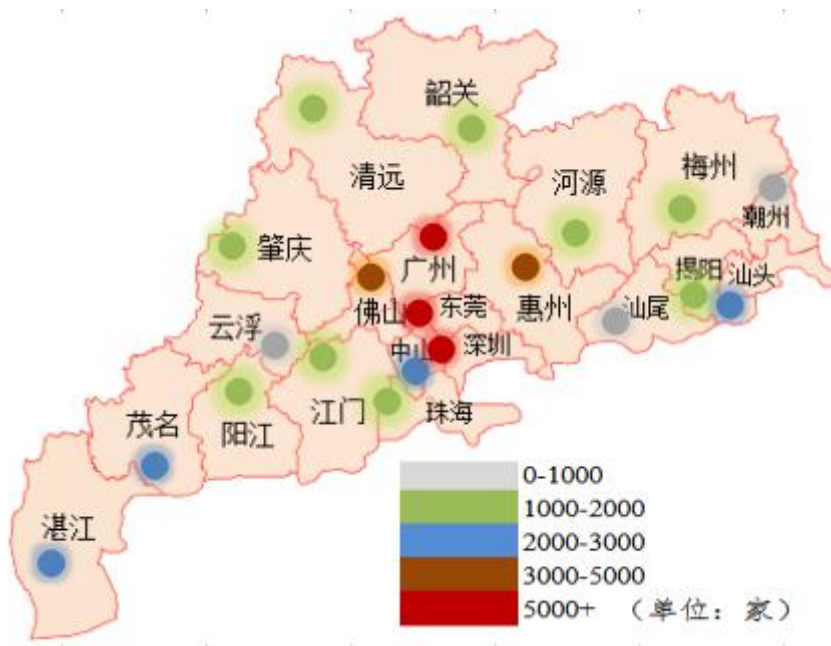 韶关
清远
河源
梅州
潮州
肇庆
广州
揭阳
汕头
佛山
东莞
惠州
汕尾
云浮
中山
深圳
茂名
阳江
江门
珠海
湛江
0-1000
1000-2000
2000-3000
3000-5000
5000+ （单位：家）